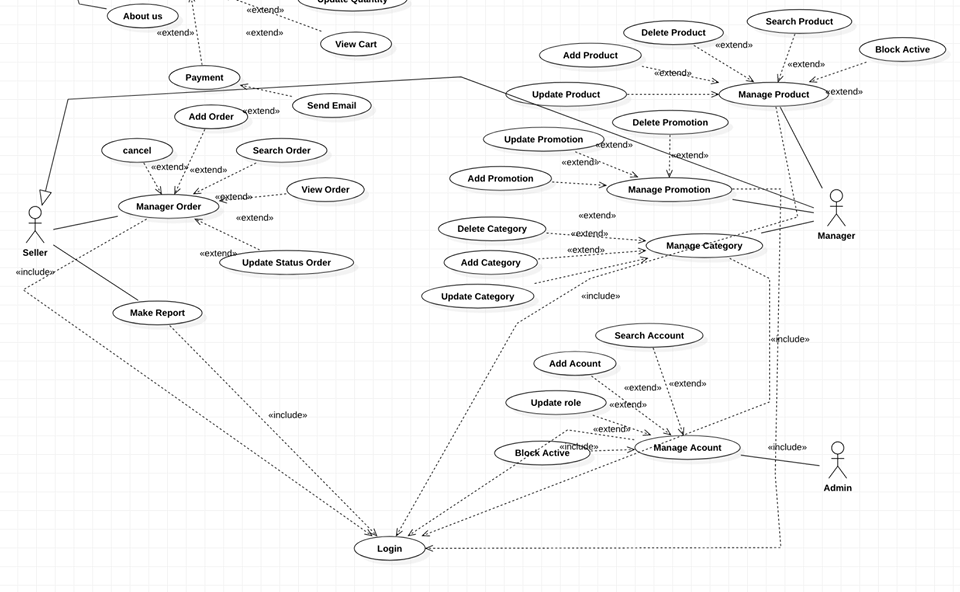 Update Quantity
About us
«extend»
«extend»
«extend»
View Cart
Payment
Send Email
«extend»
Search Product
Delete Product
«extend»
Block Active
Add Product
«extend»
«extend»
Update Product
Manage Product
«extend»
Add Order
Delete Promotion
cancel
Search Order
Update Promotion
«extend»
«extend»
«extend»
«extend»
«extend»
Add Promotion
Manage Promotion
View Order
«extend»
Manager Order
«extend»
«extend»
Seller
Manager
Delete Category
«extend»
Manage Category
«extend»
«extend»
Update Status Order
Add Category
«include»
Update Category
«include»
Make Report
Search Account
«include»
Add Acount
«extend»
«extend»
Update role
«extend»
«include»
«extend»
Block Active
«include»
Manage Acount
«include»
Admin
Login